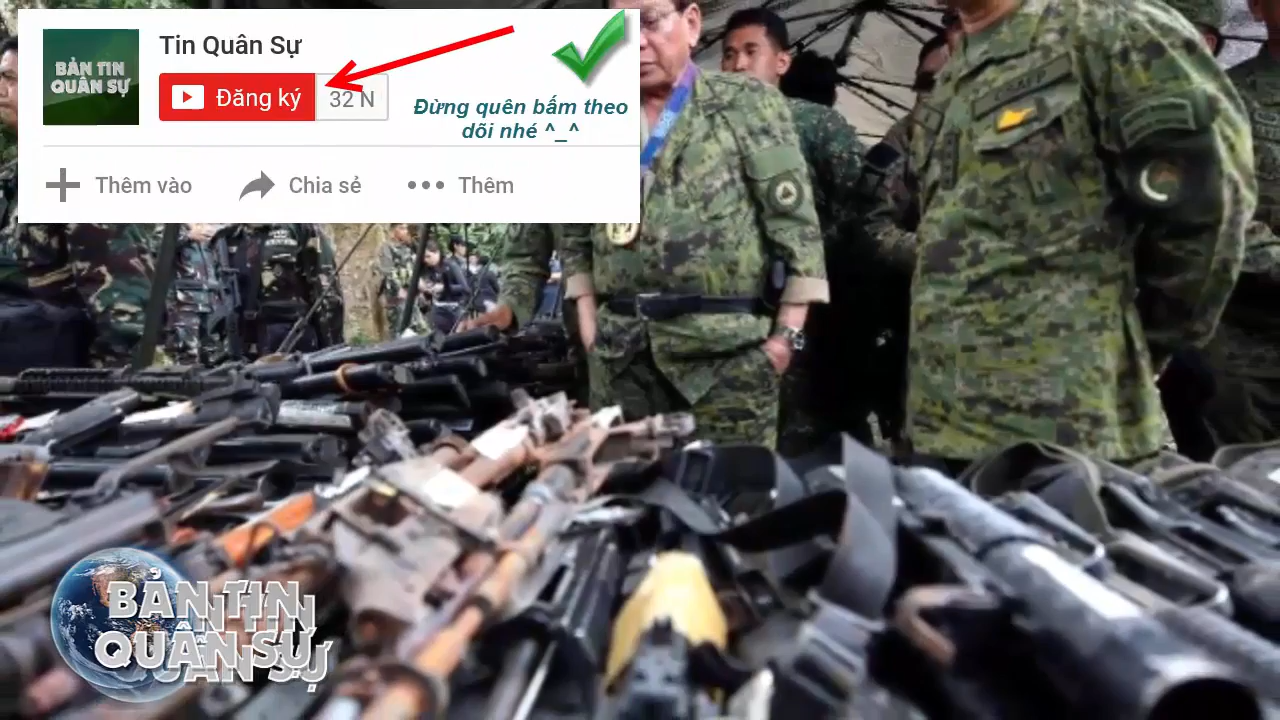 BẢN TIN
QUÂN SỰ
Tin Quân Sự
Đăng ký
32 N
Đừng quên bấm theo
dõi nhé ^_^
Thêm vào
Chia sẻ
Thêm
BẢN TIN
QUÂN SỰ